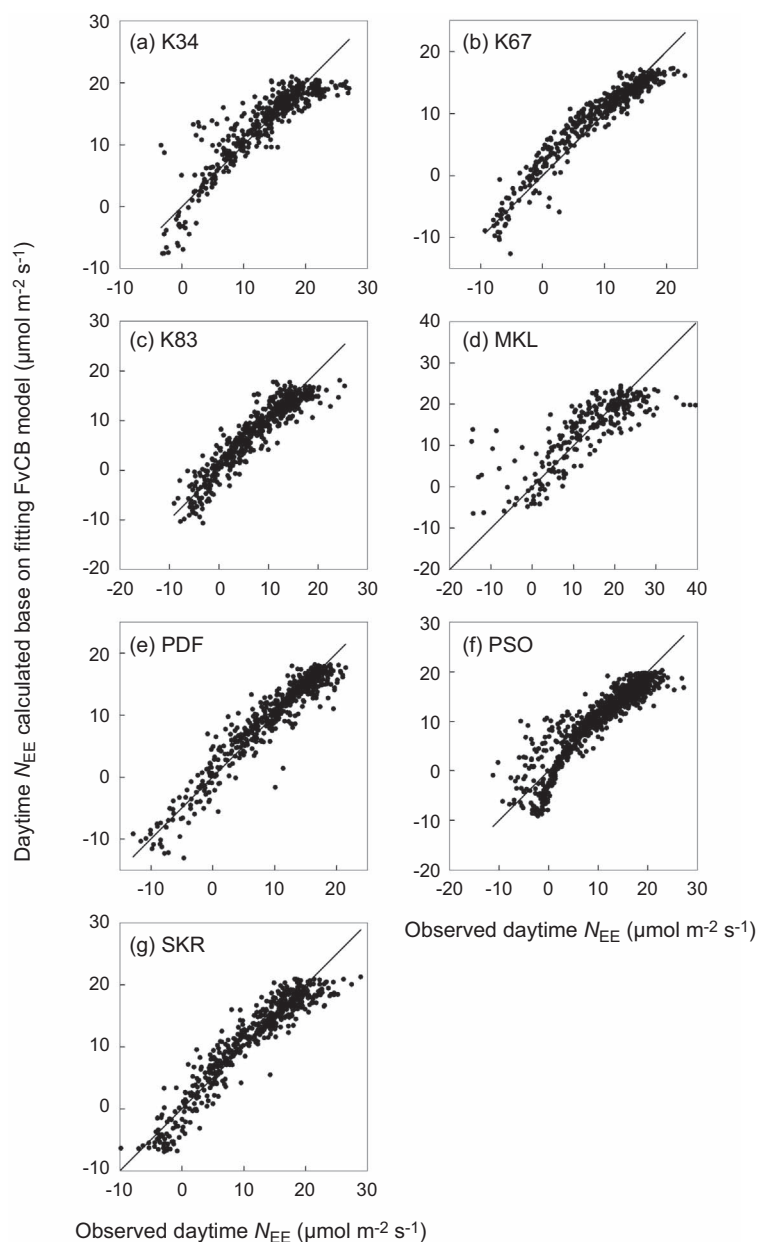 Daytime NEE calculated base on fitting FvCB model (µmol m-2 s-1)
(a) K34
30
20
10
0
-10
-10 0 10 20 30
(b) K67
20
10
0
-10
-10 0 10 20
(c) K83
30
20
10
0
-10
-20
-20 -10 0 10 20 30
(d) MKL
40
30
20
10
0
-10
-20
-20 -10 0 10 20 30 40
(e) PDF
20
10
0
-10
-10 0 10 20
(f) PSO
30
20
10
0
-10
-20
-20 -10 0 10 20 30
Observed daytime NEE (µmol m-2 s-1)
(g) SKR
30
20
10
0
-10
-10 0 10 20 30
Observed daytime NEE (µmol m-2 s-1)